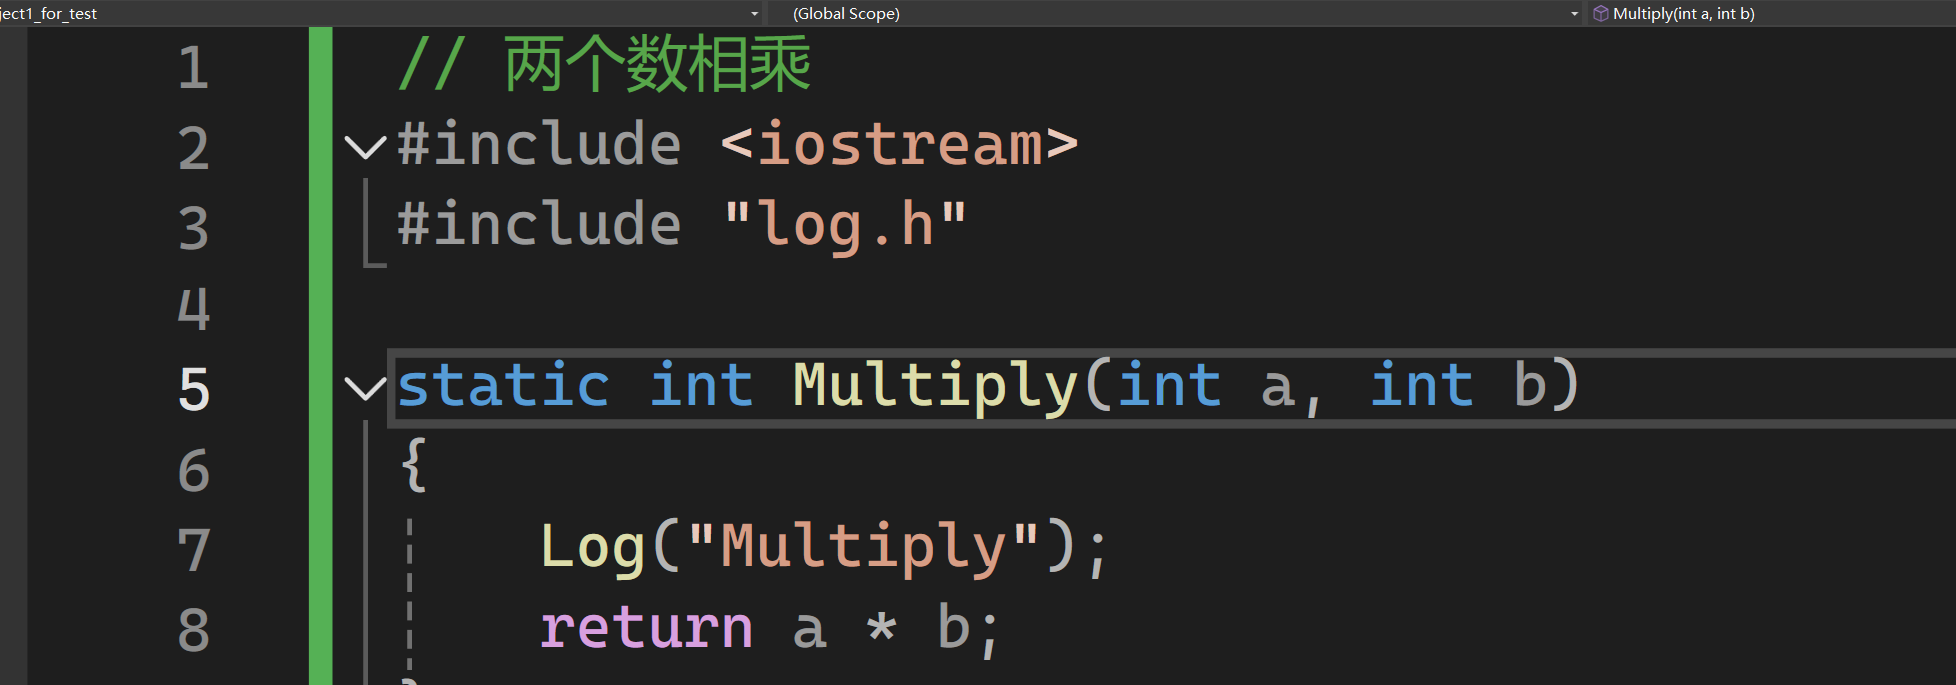 ject1_for_test (Global Scope) Multiply(int a, int b)
1 // 两个数相乘
2 #include <iostream>
3 #include "log.h"
4
5 static int Multiply(int a, int b)
6 {
7 Log("Multiply");
8 return a * b;